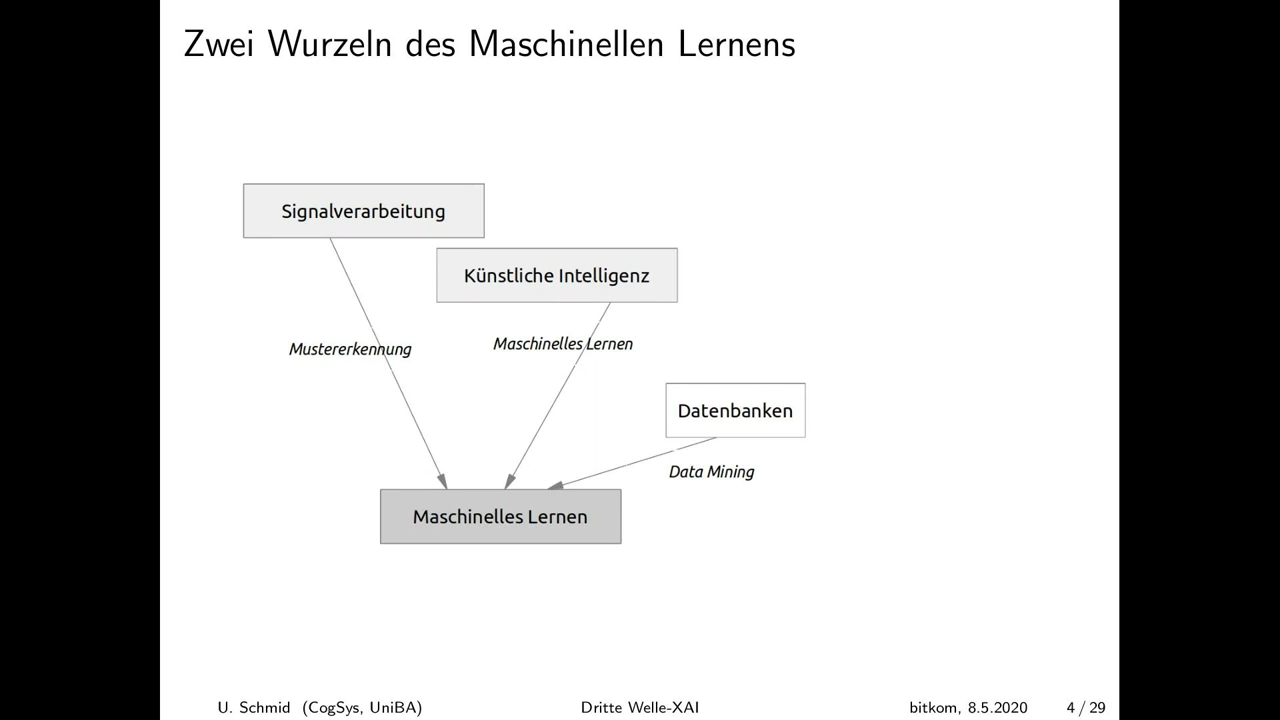 Zwei Wurzeln des Maschinellen Lernens
Signalverarbeitung
Künstliche Intelligenz
Mustererkennung
Maschinelles Lernen
Datenbanken
Data Mining
Maschinelles Lernen
U. Schmid (CogSys, UniBA)
Dritte Welle-XAI
bitkom, 8.5.2020
4 / 29